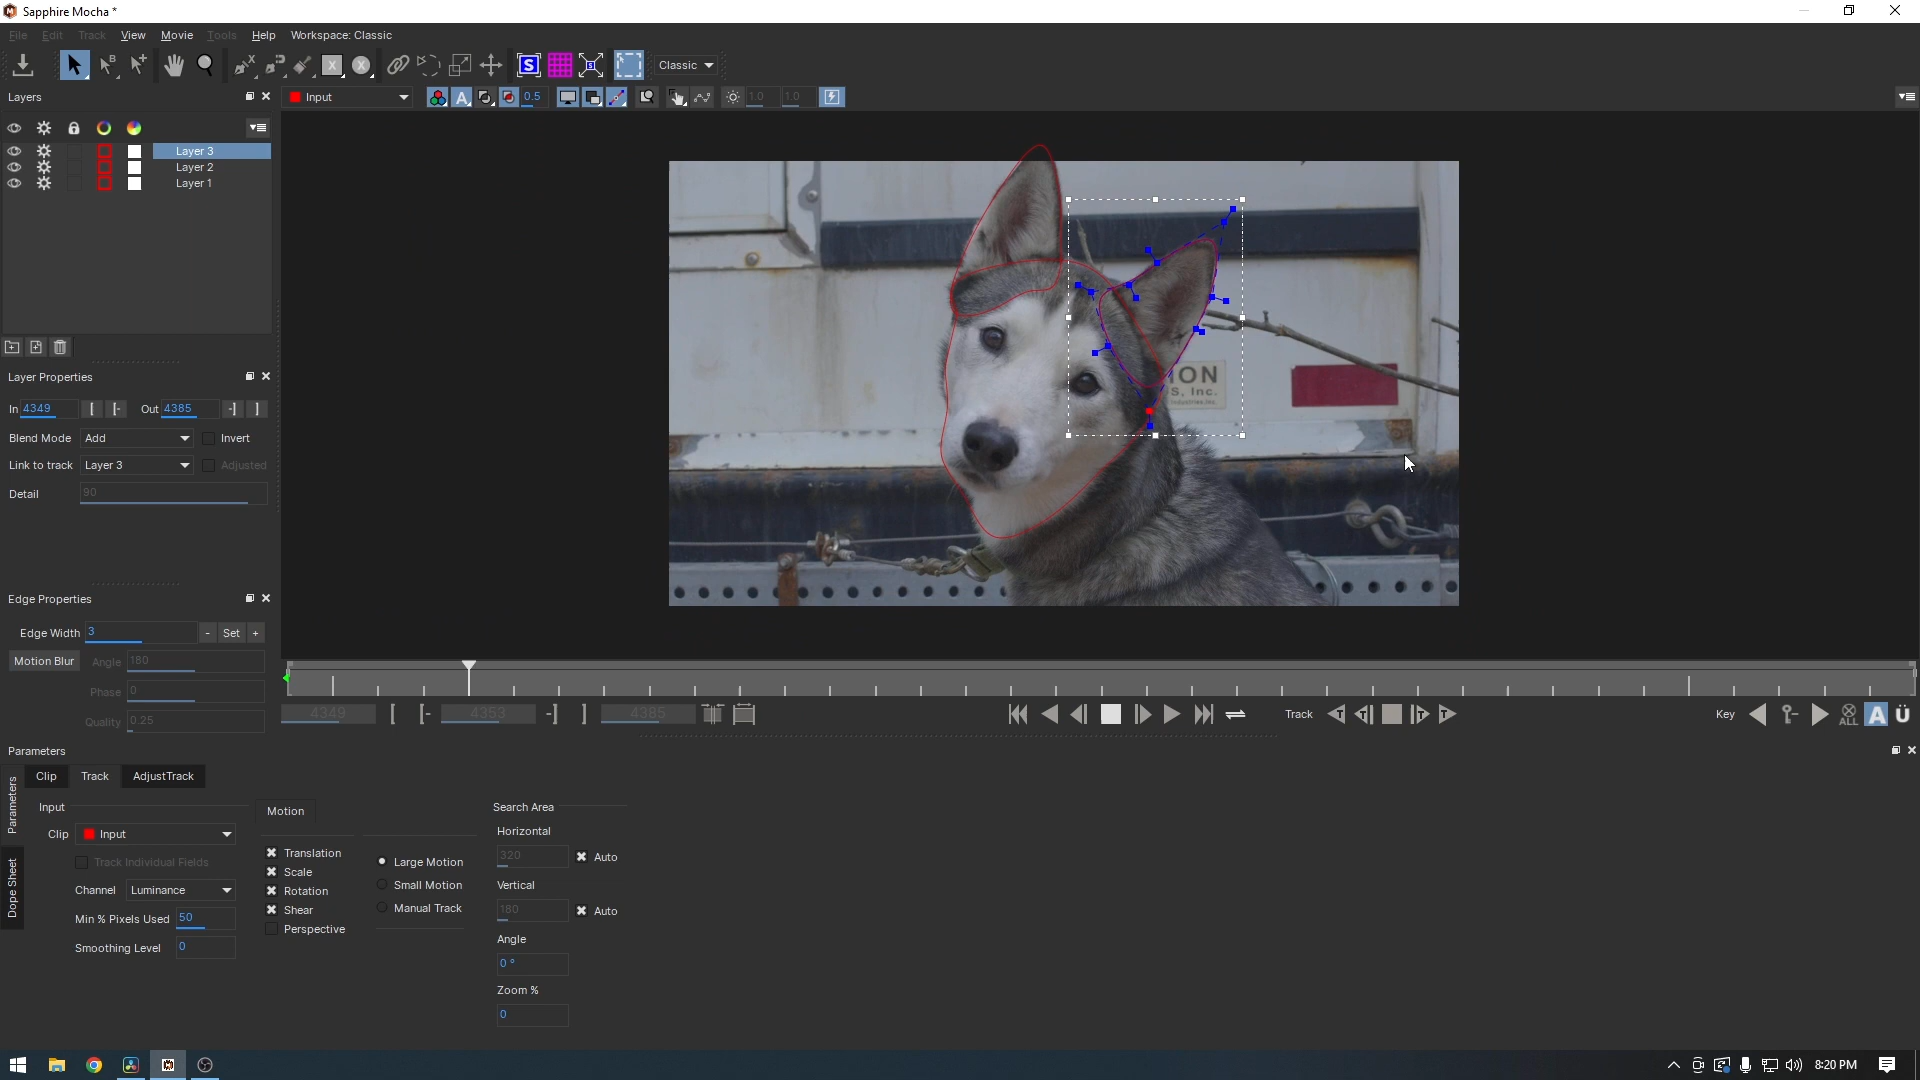 Sapphire Mocha *
File Edit Track View Movie Tools Help Workspace: Classic
S Classic
Layers
Input A 0.5 1.0 1.0
Layer 3
Layer 2
Layer 1
ION
S, Inc.
Layer Properties
In 4349 [ [- Out 4385 -] ]
Blend Mode Add Invert
Link to track Layer 3 Adjusted
Detail 90
Edge Properties
Edge Width 3 - Set +
Motion Blur Angle 180
Phase 0
Quality 0.25
4349 [ [- 4353 -] ] 4385 Track T T T T Key ALL A Ü
Parameters
Parameters
Dope Sheet
Clip Track AdjustTrack
Input
Clip Input
Track Individual Fields
Channel Luminance
Min % Pixels Used 50
Smoothing Level 0
Motion
Translation
Scale
Rotation
Shear
Perspective
Large Motion
Small Motion
Manual Track
Search Area
Horizontal
320 Auto
Vertical
180 Auto
Angle
0 °
Zoom %
0
8:20 PM